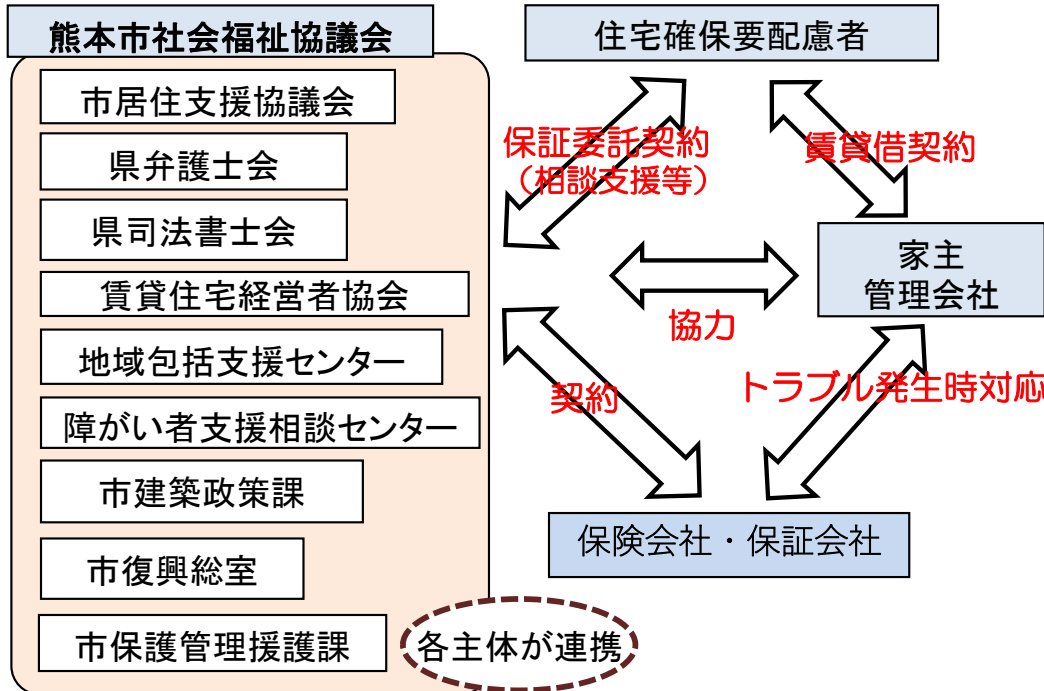 熊本市社会福祉協議会
市居住支援協議会
県弁護士会
県司法書士会
賃貸住宅経営者協会
地域包括支援センター
障がい者支援相談センター
市建築政策課
市復興総室
市保護管理援護課
各主体が連携
住宅確保要配慮者
保証委託契約
（相談支援等）
賃貸借契約
家主
管理会社
協力
契約
トラブル発生時対応
保険会社・保証会社